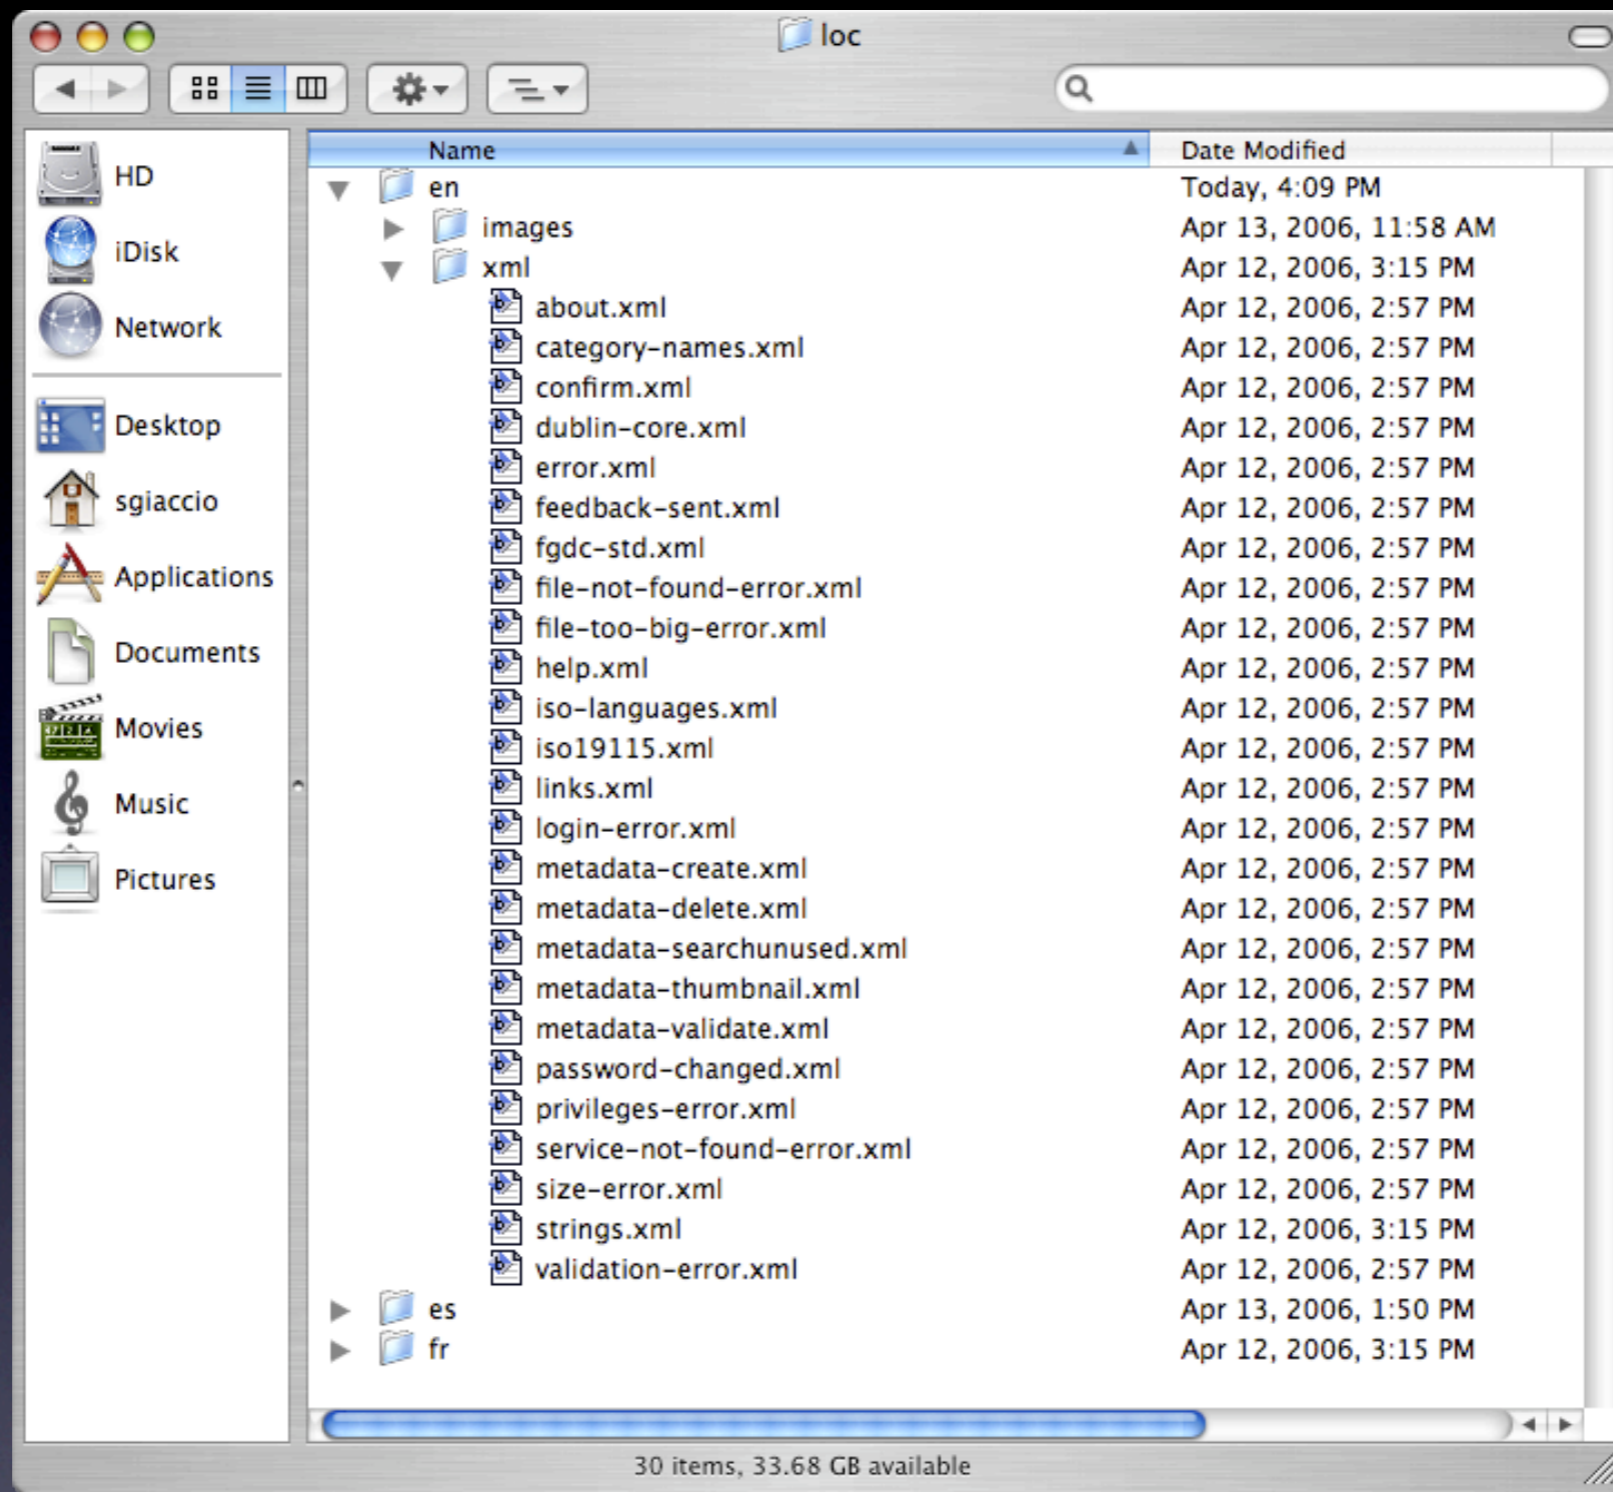 loc
HD
iDisk
Network
Desktop
sgiaccio
Applications
Documents
Movies
Music
Pictures
Name Date Modified
en Today, 4:09 PM
images Apr 13, 2006, 11:58 AM
xml Apr 12, 2006, 3:15 PM
about.xml Apr 12, 2006, 2:57 PM
category-names.xml Apr 12, 2006, 2:57 PM
confirm.xml Apr 12, 2006, 2:57 PM
dublin-core.xml Apr 12, 2006, 2:57 PM
error.xml Apr 12, 2006, 2:57 PM
feedback-sent.xml Apr 12, 2006, 2:57 PM
fgdc-std.xml Apr 12, 2006, 2:57 PM
file-not-found-error.xml Apr 12, 2006, 2:57 PM
file-too-big-error.xml Apr 12, 2006, 2:57 PM
help.xml Apr 12, 2006, 2:57 PM
iso-languages.xml Apr 12, 2006, 2:57 PM
iso19115.xml Apr 12, 2006, 2:57 PM
links.xml Apr 12, 2006, 2:57 PM
login-error.xml Apr 12, 2006, 2:57 PM
metadata-create.xml Apr 12, 2006, 2:57 PM
metadata-delete.xml Apr 12, 2006, 2:57 PM
metadata-searchunused.xml Apr 12, 2006, 2:57 PM
metadata-thumbnail.xml Apr 12, 2006, 2:57 PM
metadata-validate.xml Apr 12, 2006, 2:57 PM
password-changed.xml Apr 12, 2006, 2:57 PM
privileges-error.xml Apr 12, 2006, 2:57 PM
service-not-found-error.xml Apr 12, 2006, 2:57 PM
size-error.xml Apr 12, 2006, 2:57 PM
strings.xml Apr 12, 2006, 3:15 PM
validation-error.xml Apr 12, 2006, 2:57 PM
es Apr 13, 2006, 1:50 PM
fr Apr 12, 2006, 3:15 PM
30 items, 33.68 GB available